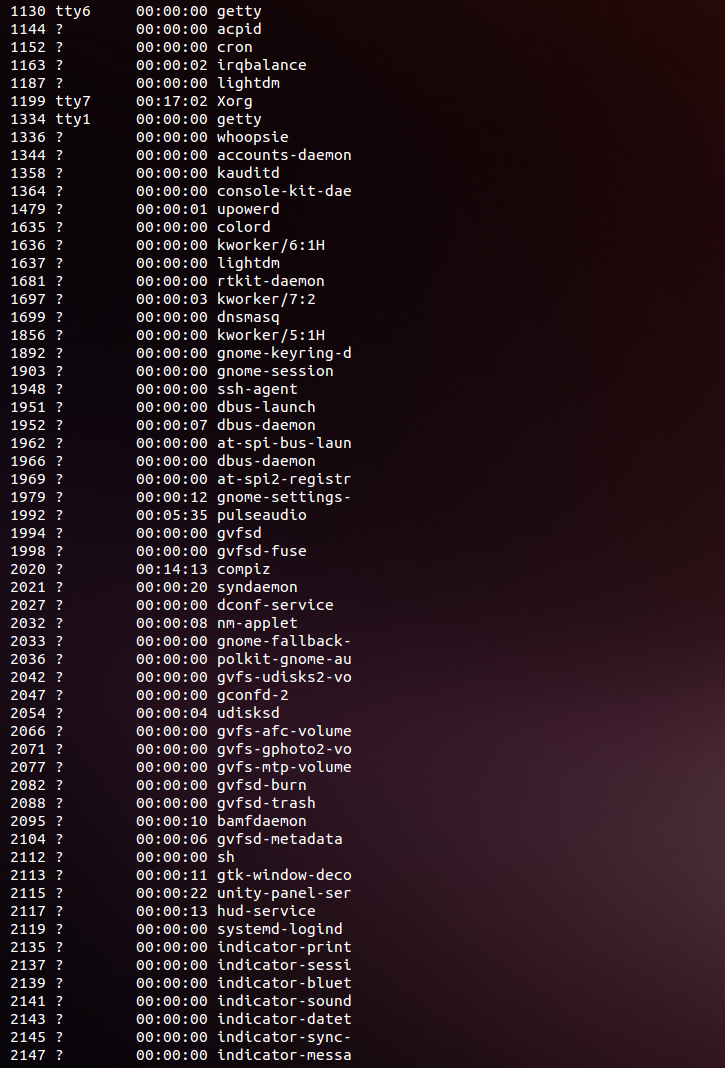 1130 tty6     00:00:00 getty
1144 ?        00:00:00 acpid
1152 ?        00:00:00 cron
1163 ?        00:00:02 irqbalance
1187 ?        00:00:00 lightdm
1199 tty7     00:17:02 Xorg
1334 tty1     00:00:00 getty
1336 ?        00:00:00 whoopsie
1344 ?        00:00:00 accounts-daemon
1358 ?        00:00:00 kauditd
1364 ?        00:00:00 console-kit-dae
1479 ?        00:00:01 upowerd
1635 ?        00:00:00 colord
1636 ?        00:00:00 kworker/6:1H
1637 ?        00:00:00 lightdm
1681 ?        00:00:00 rtkit-daemon
1697 ?        00:00:03 kworker/7:2
1699 ?        00:00:00 dnsmasq
1856 ?        00:00:00 kworker/5:1H
1892 ?        00:00:00 gnome-keyring-d
1903 ?        00:00:00 gnome-session
1948 ?        00:00:00 ssh-agent
1951 ?        00:00:00 dbus-launch
1952 ?        00:00:07 dbus-daemon
1962 ?        00:00:00 at-spi-bus-laun
1966 ?        00:00:00 dbus-daemon
1969 ?        00:00:00 at-spi2-registr
1979 ?        00:00:12 gnome-settings-
1992 ?        00:05:35 pulseaudio
1994 ?        00:00:00 gvfsd
1998 ?        00:00:00 gvfsd-fuse
2020 ?        00:14:13 compiz
2021 ?        00:00:20 syndaemon
2027 ?        00:00:00 dconf-service
2032 ?        00:00:08 nm-applet
2033 ?        00:00:00 gnome-fallback-
2036 ?        00:00:00 polkit-gnome-au
2042 ?        00:00:00 gvfs-udisks2-vo
2047 ?        00:00:00 gconfd-2
2054 ?        00:00:04 udisksd
2066 ?        00:00:00 gvfs-afc-volume
2071 ?        00:00:00 gvfs-gphoto2-vo
2077 ?        00:00:00 gvfs-mtp-volume
2082 ?        00:00:00 gvfsd-burn
2088 ?        00:00:00 gvfsd-trash
2095 ?        00:00:10 bamfdaemon
2104 ?        00:00:06 gvfsd-metadata
2112 ?        00:00:00 sh
2113 ?        00:00:11 gtk-window-deco
2115 ?        00:00:22 unity-panel-ser
2117 ?        00:00:13 hud-service
2119 ?        00:00:00 systemd-logind
2135 ?        00:00:00 indicator-print
2137 ?        00:00:00 indicator-sessi
2139 ?        00:00:00 indicator-bluet
2141 ?        00:00:00 indicator-sound
2143 ?        00:00:00 indicator-datet
2145 ?        00:00:00 indicator-sync-
2147 ?        00:00:00 indicator-messa